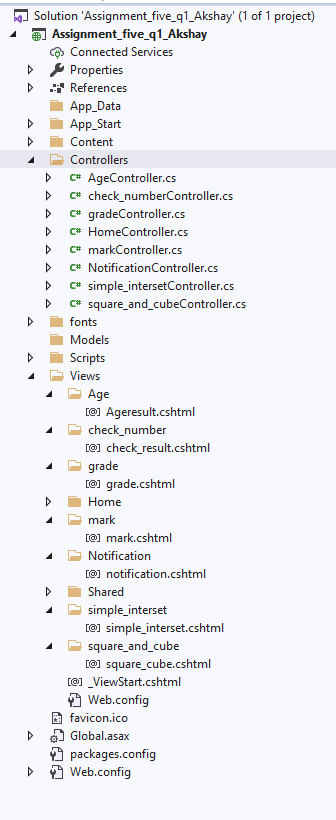 Solution 'Assignment_five_q1_Akshay' (1 of 1 project)
Assignment_five_q1_Akshay
Connected Services
Properties
References
App_Data
App_Start
Content
Controllers
C# AgeController.cs
C# check_numberController.cs
C# gradeController.cs
C# HomeController.cs
C# markController.cs
C# NotificationController.cs
C# simple_intersetController.cs
C# square_and_cubeController.cs
fonts
Models
Scripts
Views
Age
[@] Ageresult.cshtml
check_number
[@] check_result.cshtml
grade
[@] grade.cshtml
Home
mark
[@] mark.cshtml
Notification
[@] notification.cshtml
Shared
simple_interset
[@] simple_interset.cshtml
square_and_cube
[@] square_cube.cshtml
[@] _ViewStart.cshtml
Web.config
favicon.ico
Global.asax
packages.config
Web.config